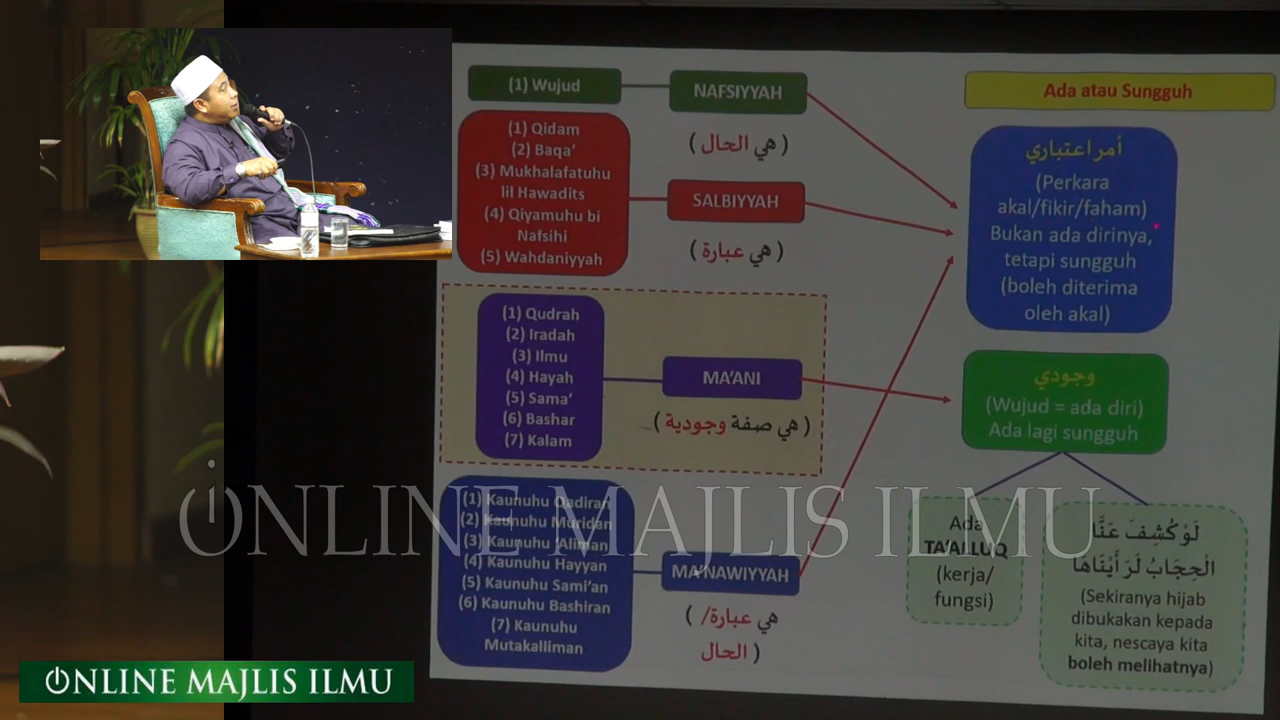 (1) Wujud
NAFSIYYAH
( هي الحال )
(1) Qidam
(2) Baqa’
(3) Mukhalafatuhu
lil Hawadits
(4) Qiyamuhu bi
Nafsihi
(5) Wahdaniyyah
SALBIYYAH
( هي عبارة )
(1) Qudrah
(2) Iradah
(3) Ilmu
(4) Hayah
(5) Sama’
(6) Bashar
(7) Kalam
MA’ANI
( هي صفة وجودية )
(1) Kaunuhu Qadiran
(2) Kaunuhu Muridan
(3) Kaunuhu ‘Aliman
(4) Kaunuhu Hayyan
(5) Kaunuhu Sami’an
(6) Kaunuhu Bashiran
(7) Kaunuhu
Mutakalliman
MA’NAWIYYAH
( هي عبارة/
الحال )
Ada atau Sungguh
أمر اعتباري
(Perkara
akal/fikir/faham)
Bukan ada dirinya,
tetapi sungguh
(boleh diterima
oleh akal)
وجودي
(Wujud = ada diri)
Ada lagi sungguh
Ada
TA’ALLUQ
(kerja/
fungsi)
لَوْ كُشِفَ عَنَّا
الْحِجَابُ لَرَأَيْنَاهَا
(Sekiranya hijab
dibukakan kepada
kita, nescaya kita
boleh melihatnya)
ONLINE MAJLIS ILMU
ONLINE MAJLIS ILMU